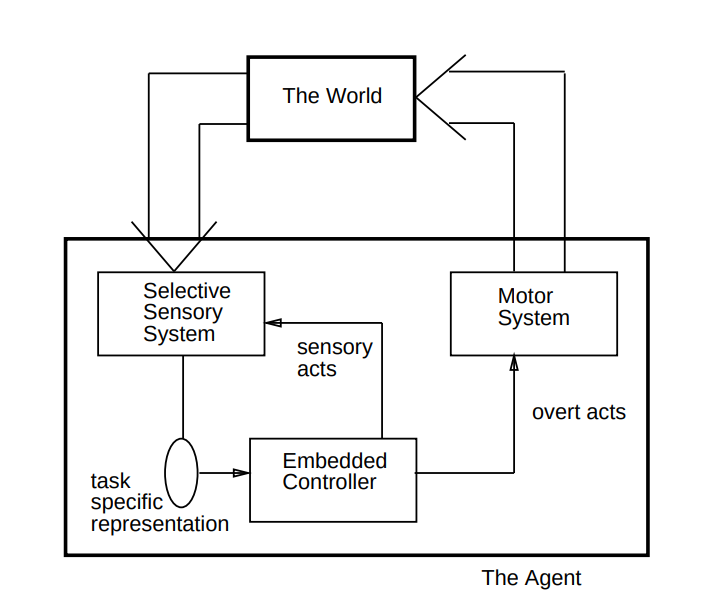 The World
Selective
Sensory
System
Motor
System
sensory
acts
overt acts
Embedded
Controller
task
specific
representation
The Agent